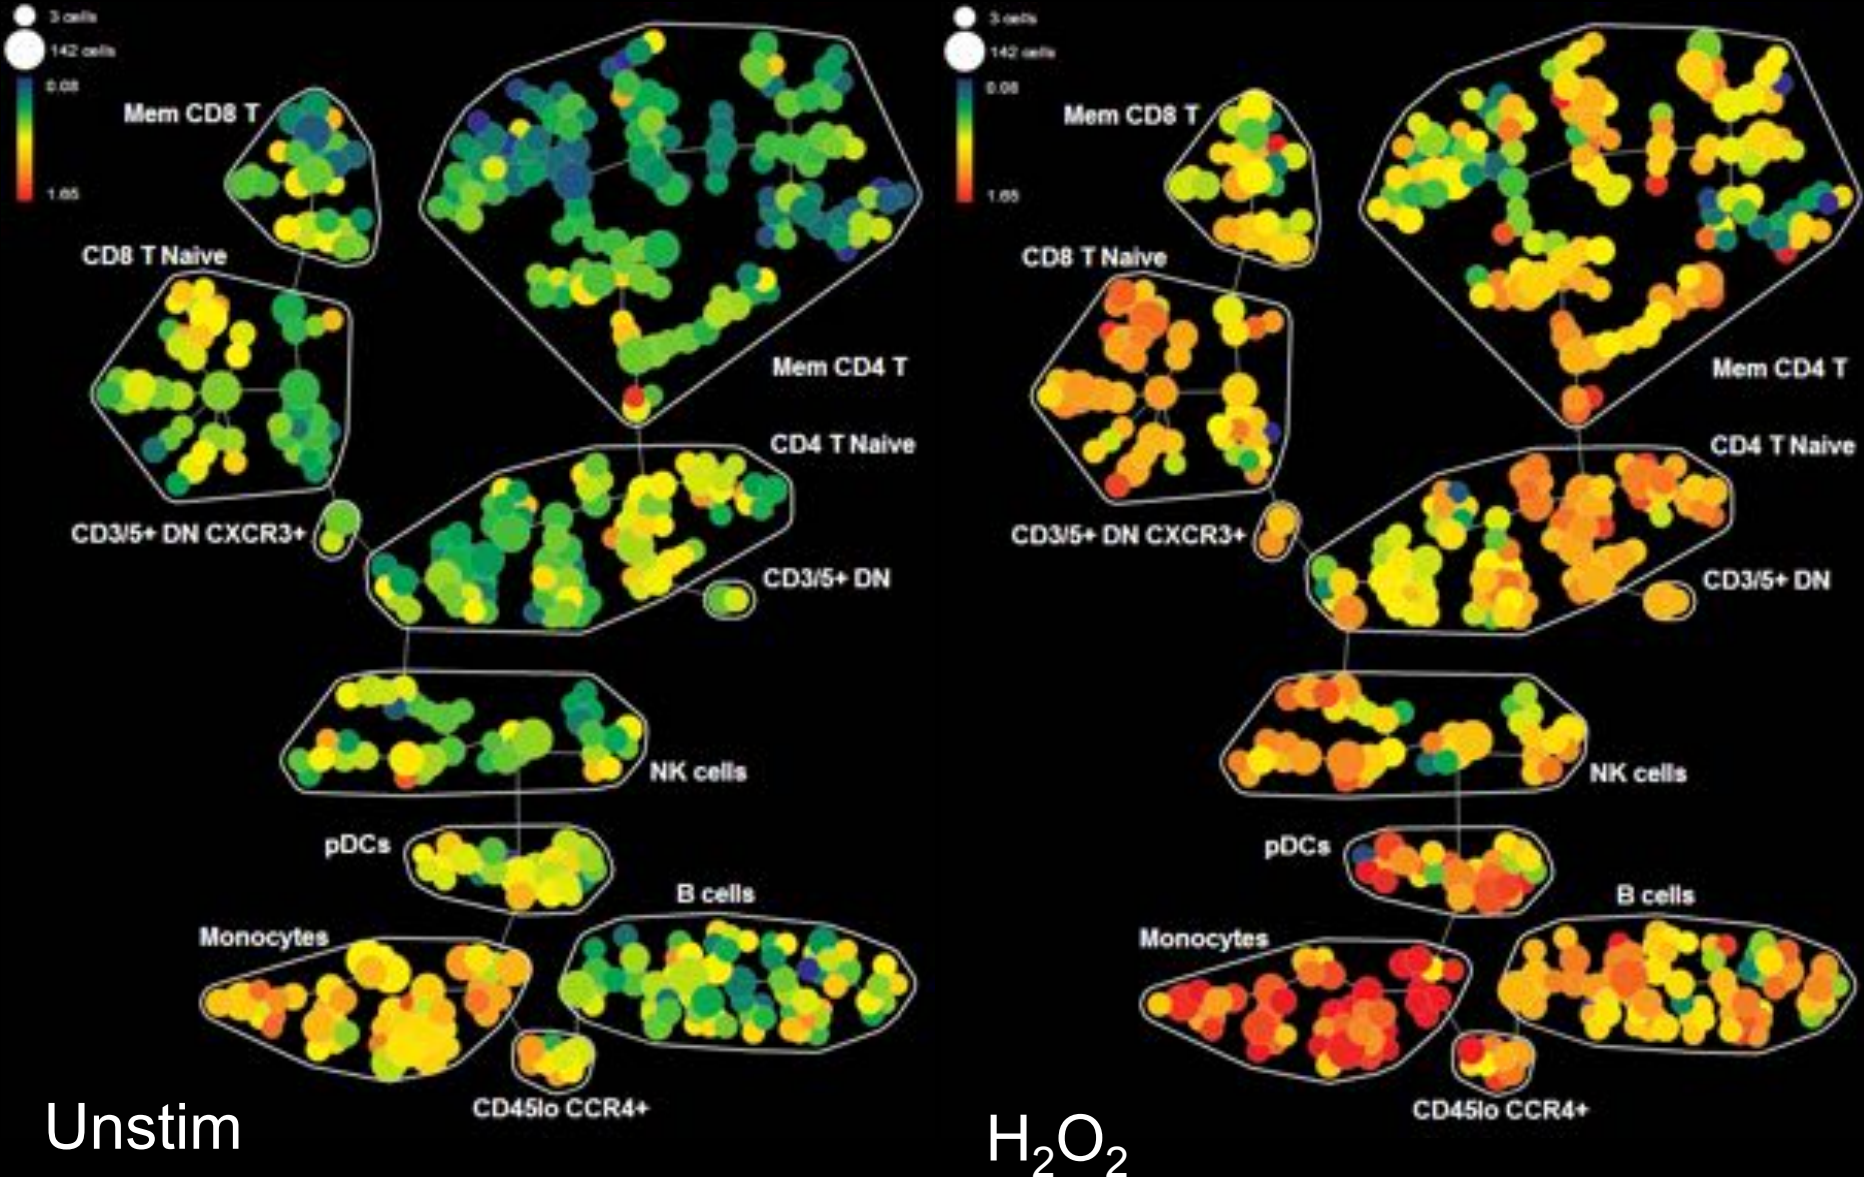 3 cells
142 cells
0.08
1.65
Mem CD8 T
CD8 T Naive
Mem CD4 T
CD4 T Naive
CD3/5+ DN CXCR3+
CD3/5+ DN
NK cells
pDCs
B cells
Monocytes
CD45lo CCR4+
Unstim
3 cells
142 cells
0.08
1.65
Mem CD8 T
CD8 T Naive
Mem CD4 T
CD4 T Naive
CD3/5+ DN CXCR3+
CD3/5+ DN
NK cells
pDCs
B cells
Monocytes
CD45lo CCR4+
H₂O₂